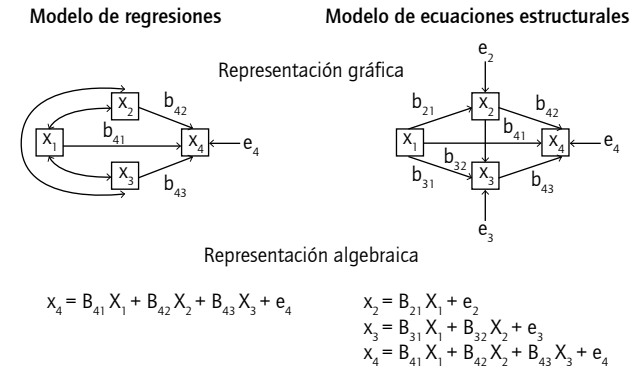 Modelo de regresiones
Modelo de ecuaciones estructurales
Representación gráfica
x₂
b₄₂
x₁
b₄₁
x₄
e₄
x₃
b₄₃
e₂
x₂
b₂₁
b₄₂
x₁
b₄₁
x₄
e₄
b₃₂
b₃₁
x₃
b₄₃
e₃
Representación algebraica
x₄ = B₄₁ X₁ + B₄₂ X₂ + B₄₃ X₃ + e₄
x₂ = B₂₁ X₁ + e₂
x₃ = B₃₁ X₁ + B₃₂ X₂ + e₃
x₄ = B₄₁ X₁ + B₄₂ X₂ + B₄₃ X₃ + e₄